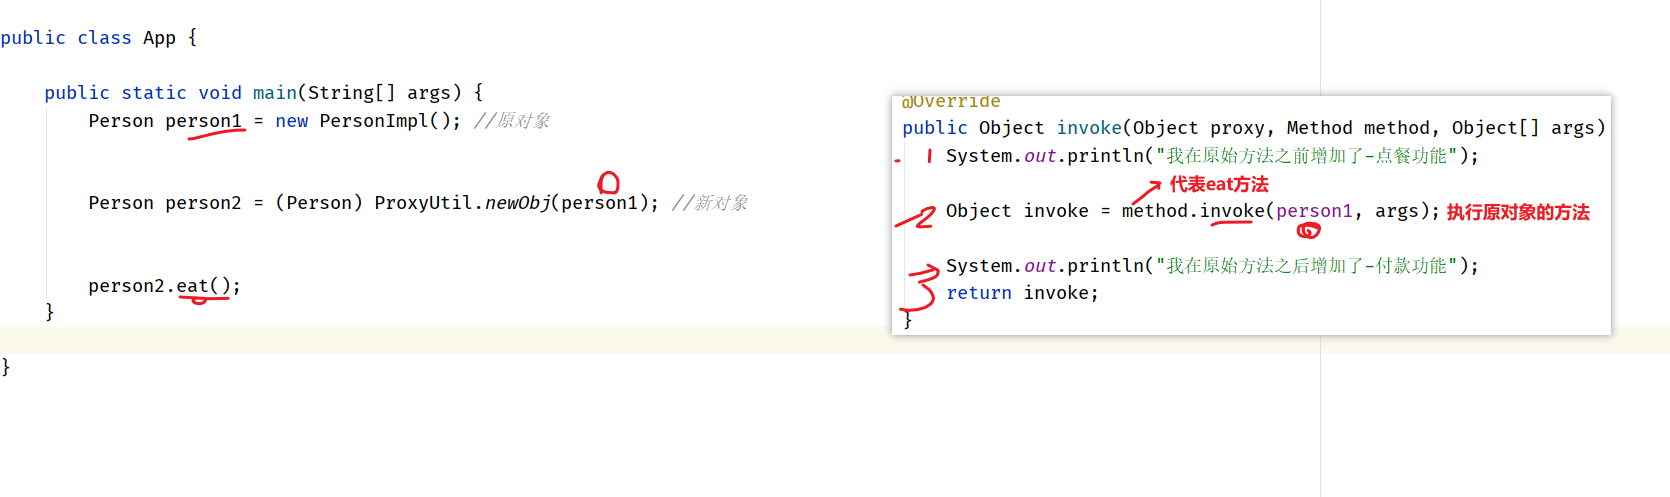 public class App {
public static void main(String[] args) {
Person person1 = new PersonImpl(); //原对象
Person person2 = (Person) ProxyUtil.newObj(person1); //新对象
person2.eat();
}
}
@Override
public Object invoke(Object proxy, Method method, Object[] args)
1 System.out.println("我在原始方法之前增加了-点餐功能");
代表eat方法
2 Object invoke = method.invoke(person1, args); 执行原对象的方法
3 System.out.println("我在原始方法之后增加了-付款功能");
return invoke;
}